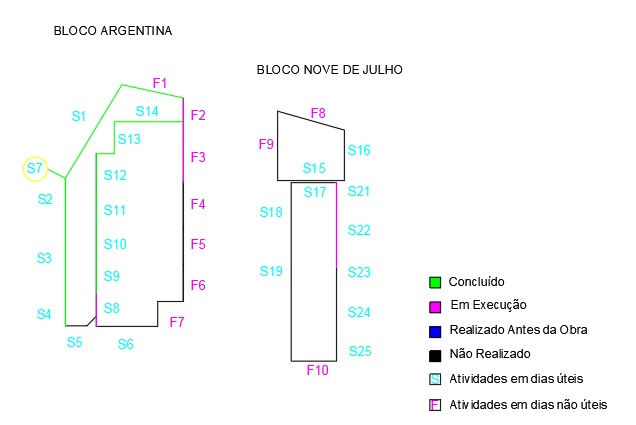 BLOCO ARGENTINA
BLOCO NOVE DE JULHO
F1
S1
S14
F2
S13
F3
S7
S12
S2
S11
F4
S10
F5
S3
S9
F6
S8
S4
F7
S5
S6
F8
F9
S16
S15
S17
S21
S18
S22
S19
S23
S24
S25
F10
Concluído
Em Execução
Realizado Antes da Obra
Não Realizado
S Atividades em dias úteis
F Atividades em dias não úteis